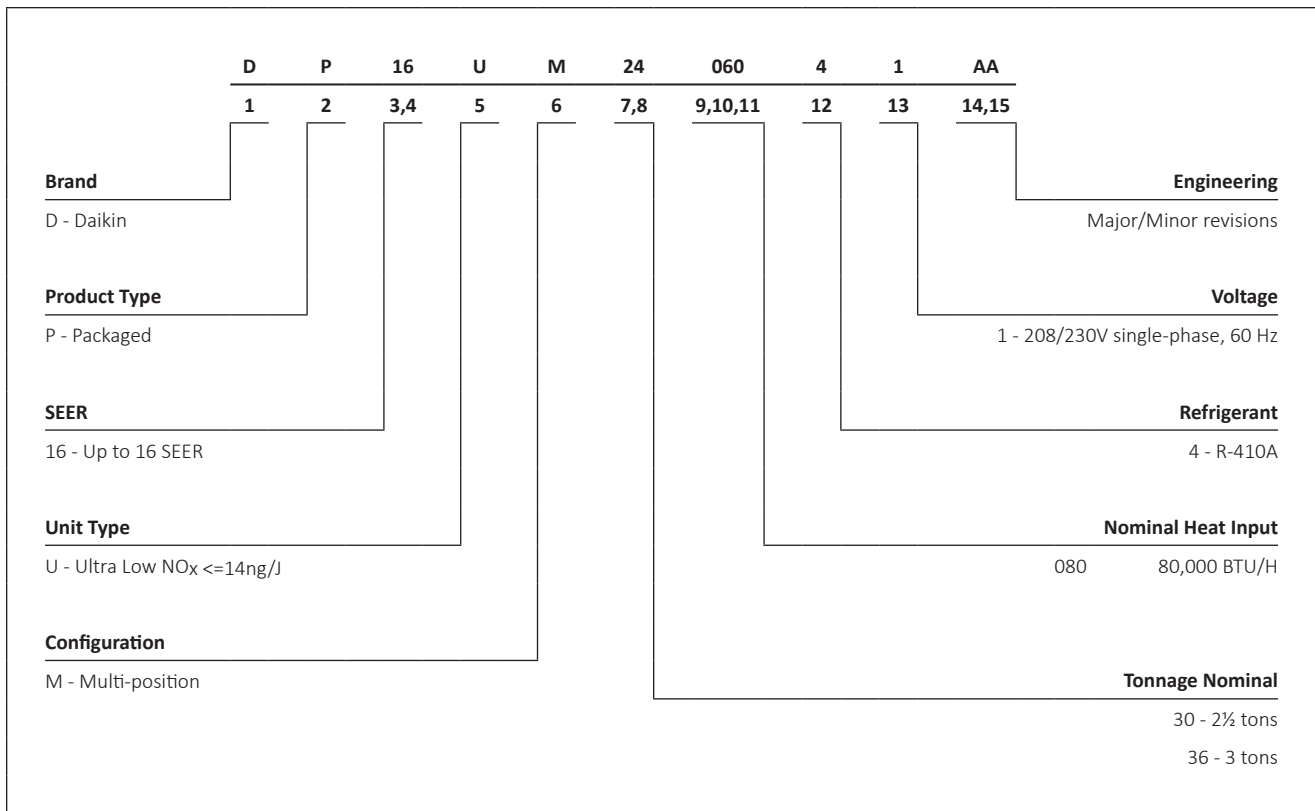 D P 16 U M 24 060 4 1 AA
1 2 3,4 5 6 7,8 9,10,11 12 13 14,15
Brand
D - Daikin
Engineering
Major/Minor revisions
Product Type
P - Packaged
Voltage
1 - 208/230V single-phase, 60 Hz
SEER
16 - Up to 16 SEER
Refrigerant
4 - R-410A
Unit Type
U - Ultra Low NOx <=14ng/J
Nominal Heat Input
080 80,000 BTU/H
Configuration
M - Multi-position
Tonnage Nominal
30 - 2½ tons
36 - 3 tons